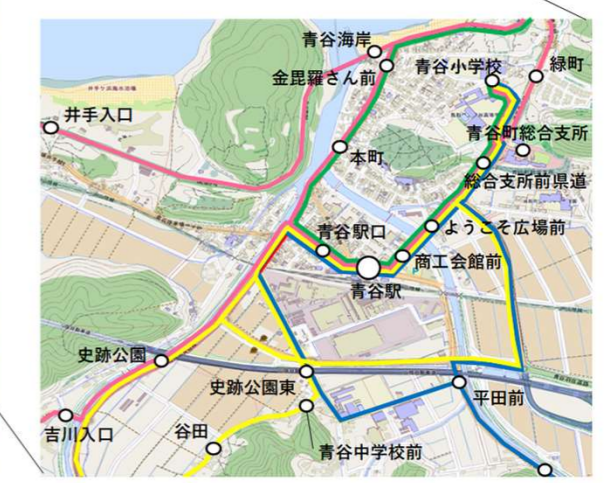 青谷海岸
金毘羅さん前
青谷小学校
緑町
井手入口
青谷町総合支所
本町
総合支所前県道
青谷駅口
ようこそ広場前
商工会館前
青谷駅
史跡公園
史跡公園東
平田前
吉川入口
谷田
青谷中学校前